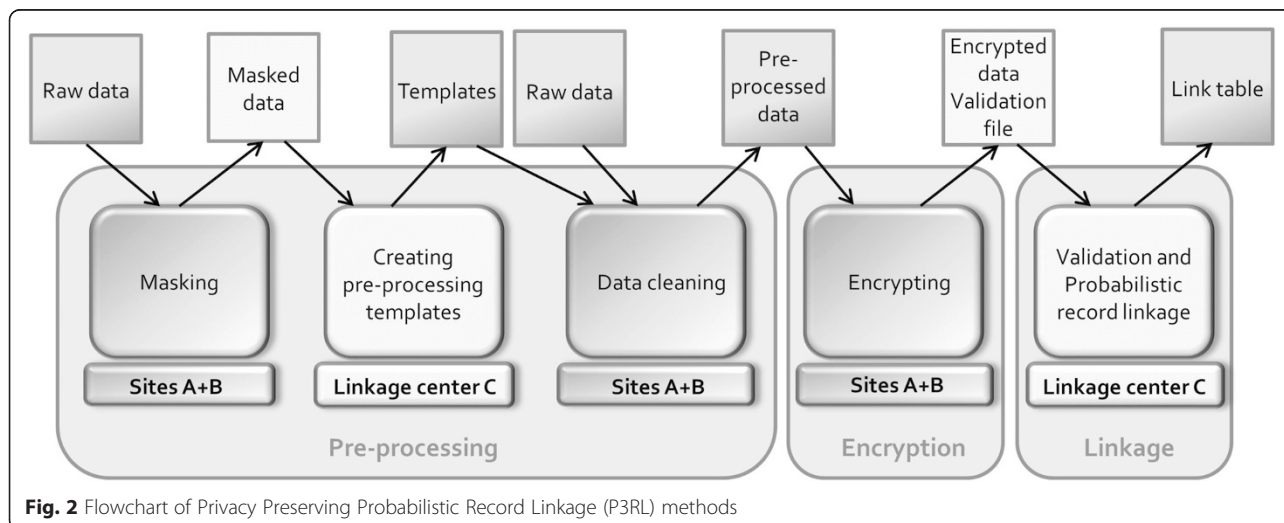 Raw data
Masked
data
Templates
Raw data
Pre-
processed
data
Encrypted
data
Validation
file
Link table
Masking
Creating
pre-processing
templates
Data cleaning
Encrypting
Validation and
Probabilistic
record linkage
Sites A+B
Linkage center C
Sites A+B
Sites A+B
Linkage center C
Pre-processing
Encryption
Linkage
Fig. 2 Flowchart of Privacy Preserving Probabilistic Record Linkage (P3RL) methods